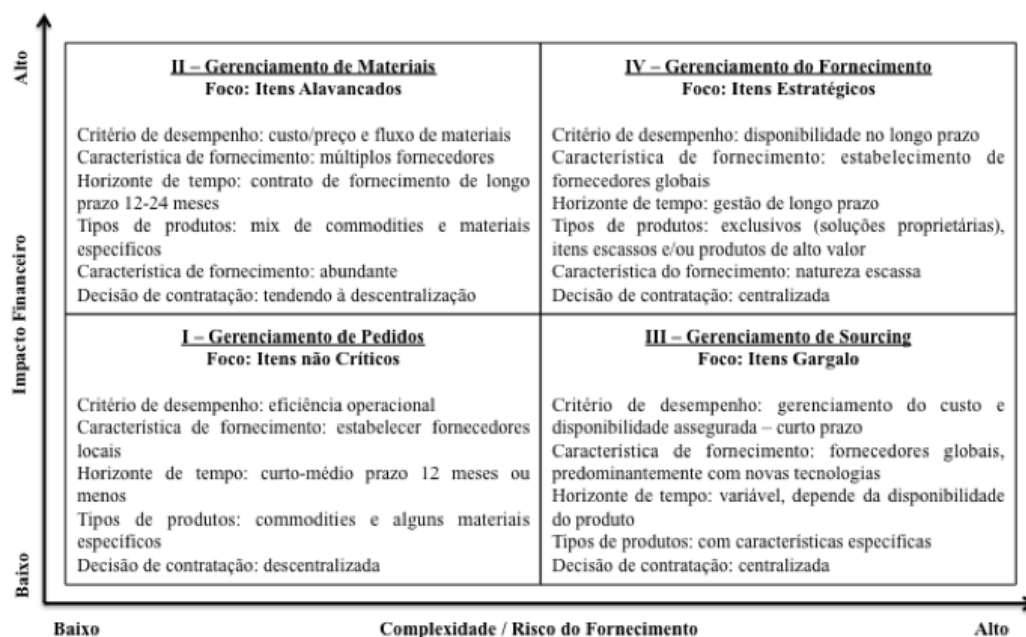 Alto
II – Gerenciamento de Materiais
Foco: Itens Alavancados
Critério de desempenho: custo/preço e fluxo de materiais
Característica de fornecimento: múltiplos fornecedores
Horizonte de tempo: contrato de fornecimento de longo
prazo 12-24 meses
Tipos de produtos: mix de commodities e materiais
específicos
Característica de fornecimento: abundante
Decisão de contratação: tendendo à descentralização
IV – Gerenciamento do Fornecimento
Foco: Itens Estratégicos
Critério de desempenho: disponibilidade no longo prazo
Característica de fornecimento: estabelecimento de
fornecedores globais
Horizonte de tempo: gestão de longo prazo
Tipos de produtos: exclusivos (soluções proprietárias),
itens escassos e/ou produtos de alto valor
Característica do fornecimento: natureza escassa
Decisão de contratação: centralizada
Impacto Financeiro
I – Gerenciamento de Pedidos
Foco: Itens não Críticos
Critério de desempenho: eficiência operacional
Característica de fornecimento: estabelecer fornecedores
locais
Horizonte de tempo: curto-médio prazo 12 meses ou
menos
Tipos de produtos: commodities e alguns materiais
específicos
Decisão de contratação: descentralizada
III – Gerenciamento de Sourcing
Foco: Itens Gargalo
Critério de desempenho: gerenciamento do custo e
disponibilidade assegurada – curto prazo
Característica de fornecimento: fornecedores globais,
predominantemente com novas tecnologias
Horizonte de tempo: variável, depende da disponibilidade
do produto
Tipos de produtos: com características específicas
Decisão de contratação: centralizada
Baixo
Baixo
Complexidade / Risco do Fornecimento
Alto